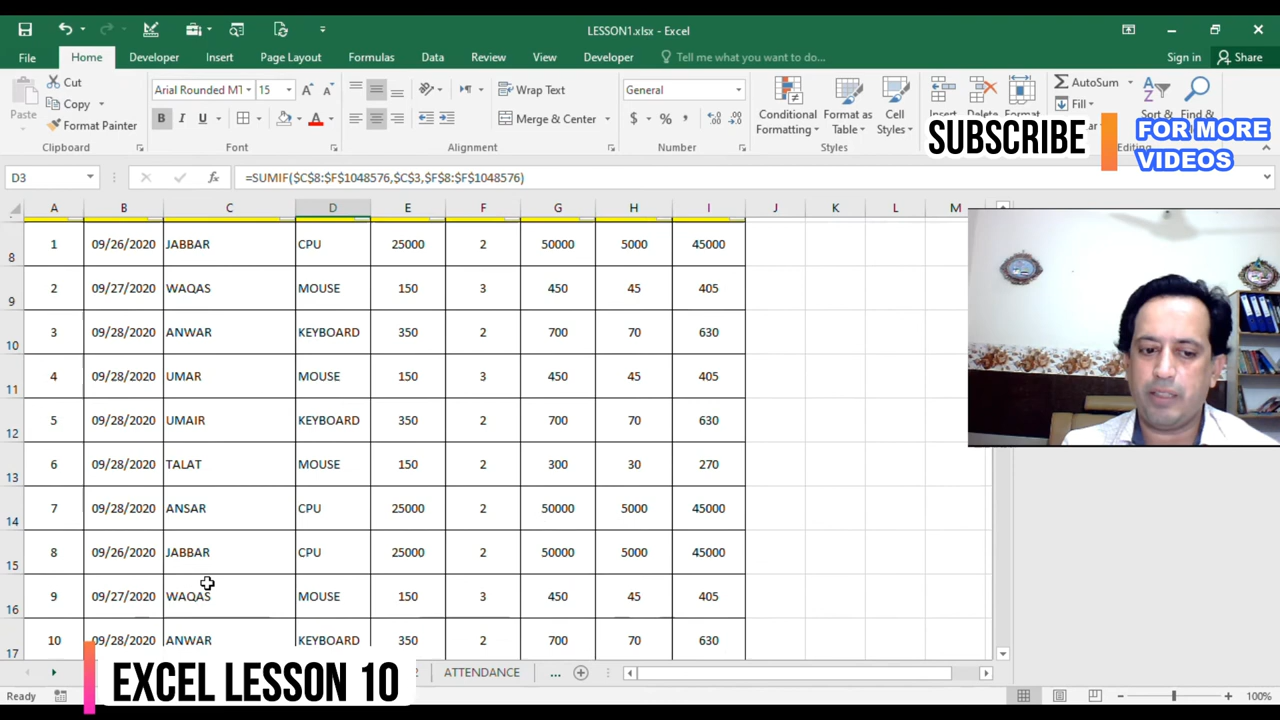 LESSON1.xlsx - Excel
File Home Developer Insert Page Layout Formulas Data Review View Developer Tell me what you want to do... Sign in Share
Paste Cut Copy Format Painter Clipboard
Arial Rounded MT 15 B I U A Font
Wrap Text Merge & Center Alignment
General $ % Number
Conditional Formatting Format as Table Cell Styles Styles
Insert Delete Format
AutoSum Fill Sort Find & Editing
SUBSCRIBE
FOR MORE
VIDEOS
D3 fx =SUMIF($C$8:$F$1048576,$C$3,$F$8:$F$1048576)
A B C D E F G H I J K L M
8 1 09/26/2020 JABBAR CPU 25000 2 50000 5000 45000
9 2 09/27/2020 WAQAS MOUSE 150 3 450 45 405
10 3 09/28/2020 ANWAR KEYBOARD 350 2 700 70 630
11 4 09/28/2020 UMAR MOUSE 150 3 450 45 405
12 5 09/28/2020 UMAIR KEYBOARD 350 2 700 70 630
13 6 09/28/2020 TALAT MOUSE 150 2 300 30 270
14 7 09/28/2020 ANSAR CPU 25000 2 50000 5000 45000
15 8 09/26/2020 JABBAR CPU 25000 2 50000 5000 45000
16 9 09/27/2020 WAQAS MOUSE 150 3 450 45 405
17 10 09/28/2020 ANWAR KEYBOARD 350 2 700 70 630
ATTENDANCE ...
EXCEL LESSON 10
Ready 100%